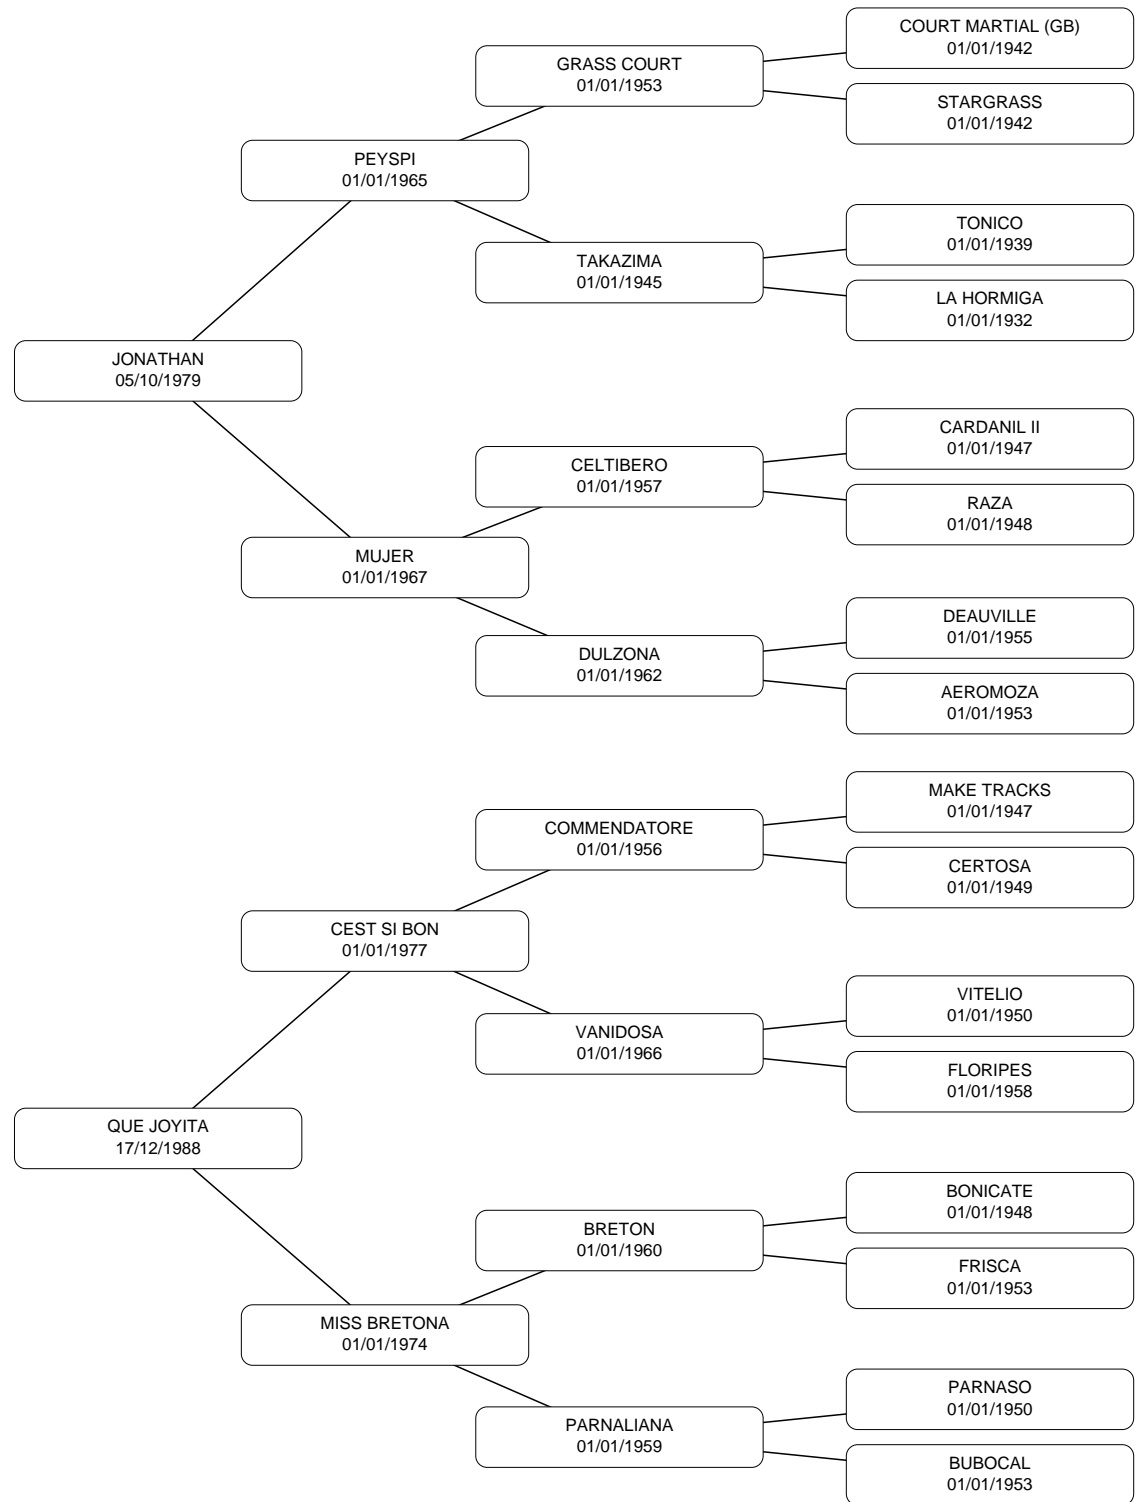 COURT MARTIAL (GB)
01/01/1942
GRASS COURT
01/01/1953
STARGRASS
01/01/1942
PEYSPI
01/01/1965
TONICO
01/01/1939
TAKAZIMA
01/01/1945
LA HORMIGA
01/01/1932
JONATHAN
05/10/1979
CARDANIL II
01/01/1947
CELTIBERO
01/01/1957
RAZA
01/01/1948
MUJER
01/01/1967
DEAUVILLE
01/01/1955
DULZONA
01/01/1962
AEROMOZA
01/01/1953
MAKE TRACKS
01/01/1947
COMMENDATORE
01/01/1956
CERTOSA
01/01/1949
CEST SI BON
01/01/1977
VITELIO
01/01/1950
VANIDOSA
01/01/1966
FLORIPES
01/01/1958
QUE JOYITA
17/12/1988
BONICATE
01/01/1948
BRETON
01/01/1960
FRISCA
01/01/1953
MISS BRETONA
01/01/1974
PARNASO
01/01/1950
PARNALIANA
01/01/1959
BUBOCAL
01/01/1953